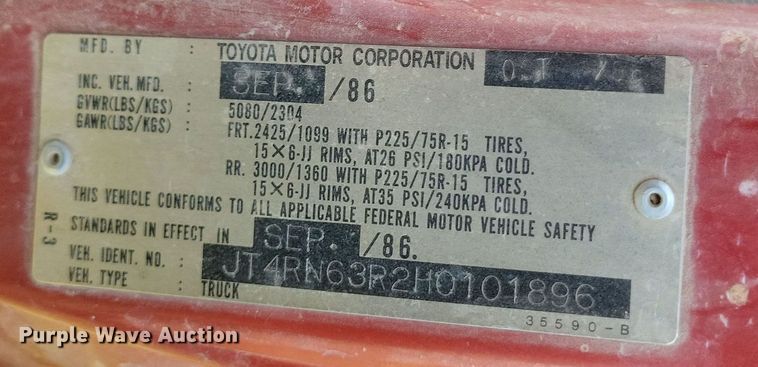 MFD. BY : TOYOTA MOTOR CORPORATION OCT /86
INC. VEH. MFD. : SEP. /86
GVWR(LBS/KGS) : 5080/2304
GAWR(LBS/KGS) : FRT. 2425/1099 WITH P225/75R-15 TIRES,
15×6-JJ RIMS, AT26 PSI/180KPA COLD.
RR. 3000/1360 WITH P225/75R-15 TIRES,
15×6-JJ RIMS, AT35 PSI/240KPA COLD.
THIS VEHICLE CONFORMS TO ALL APPLICABLE FEDERAL MOTOR VEHICLE SAFETY
STANDARDS IN EFFECT IN SEP. /86.
VEH. IDENT. NO. : JT4RN63R2H0101896
VEH. TYPE : TRUCK
R-3
35590-B
Purple Wave Auction